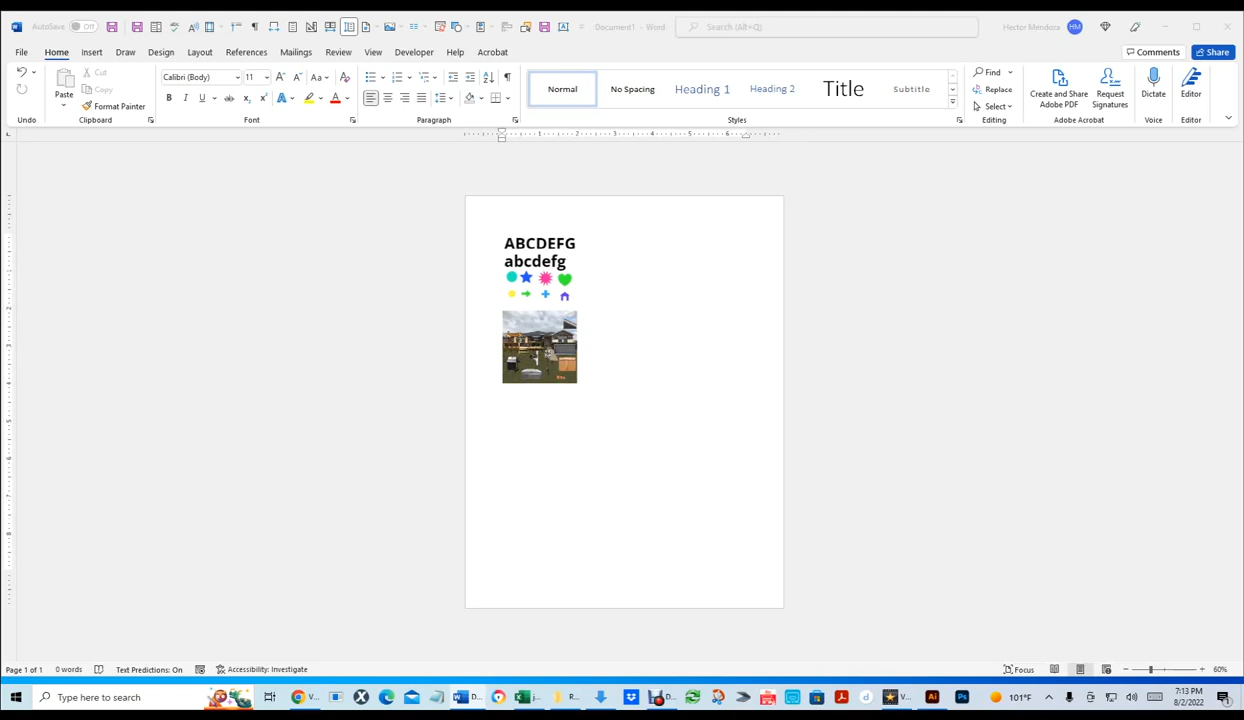 AutoSave Off
Document1 - Word
Search (Alt+Q)
Hector Mendoza HM
File Home Insert Draw Design Layout References Mailings Review View Developer Help Acrobat
Comments Share
Paste
Cut
Copy
Format Painter
Calibri (Body) 11
Normal
No Spacing
Heading 1
Heading 2
Title
Subtitle
Find
Replace
Select
Create and Share
Adobe PDF
Request
Signatures
Dictate
Editor
Undo Clipboard Font Paragraph Styles Editing Adobe Acrobat Voice Editor
ABCDEFG
abcdefg
Page 1 of 1 0 words Text Predictions: On Accessibility: Investigate Focus 60%
Type here to search
101°F
7:13 PM
8/2/2022